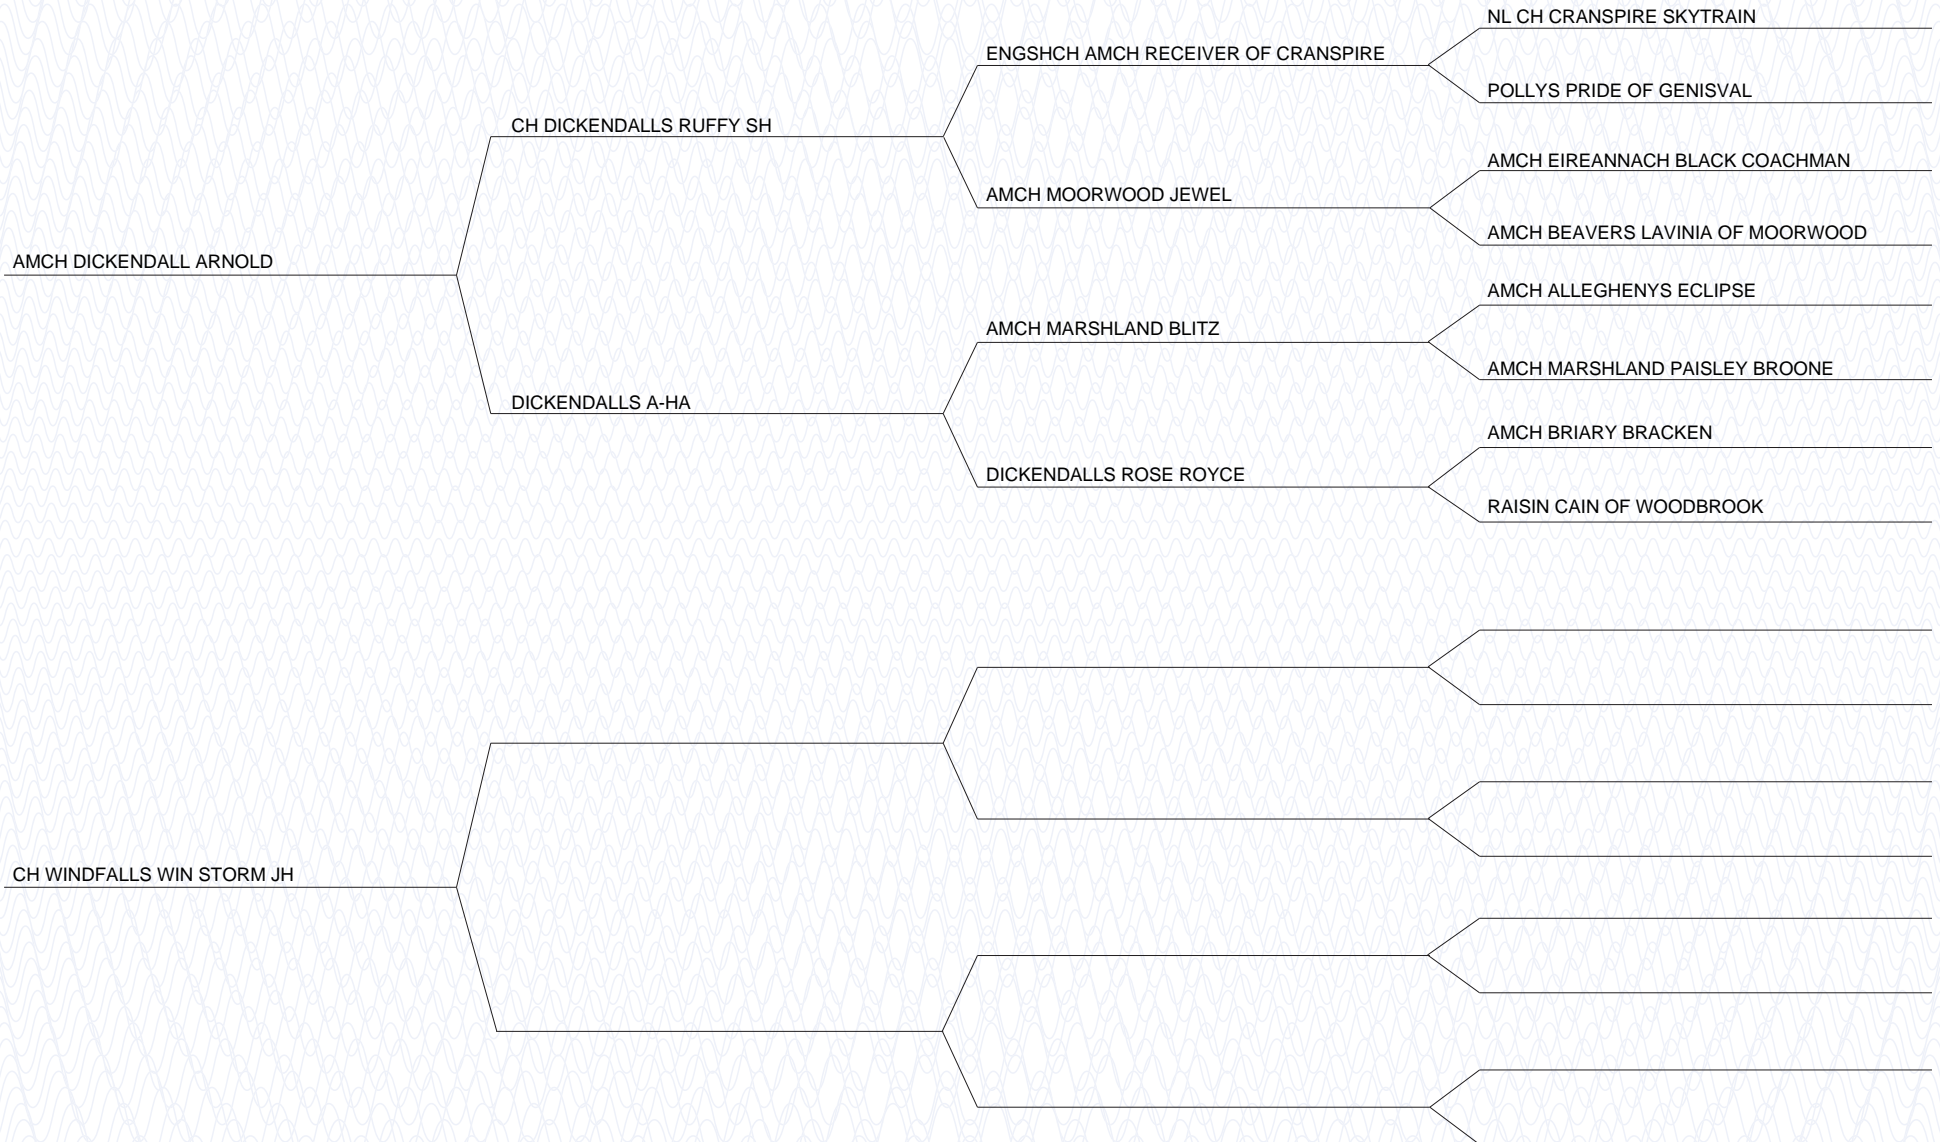 NL CH CRANSPIRE SKYTRAIN
ENGSHCH AMCH RECEIVER OF CRANSPIRE
POLLYS PRIDE OF GENISVAL
CH DICKENDALLS RUFFY SH
AMCH EIREANNACH BLACK COACHMAN
AMCH MOORWOOD JEWEL
AMCH BEAVERS LAVINIA OF MOORWOOD
AMCH DICKENDALL ARNOLD
AMCH ALLEGHENYS ECLIPSE
AMCH MARSHLAND BLITZ
AMCH MARSHLAND PAISLEY BROONE
DICKENDALLS A-HA
AMCH BRIARY BRACKEN
DICKENDALLS ROSE ROYCE
RAISIN CAIN OF WOODBROOK
CH WINDFALLS WIN STORM JH